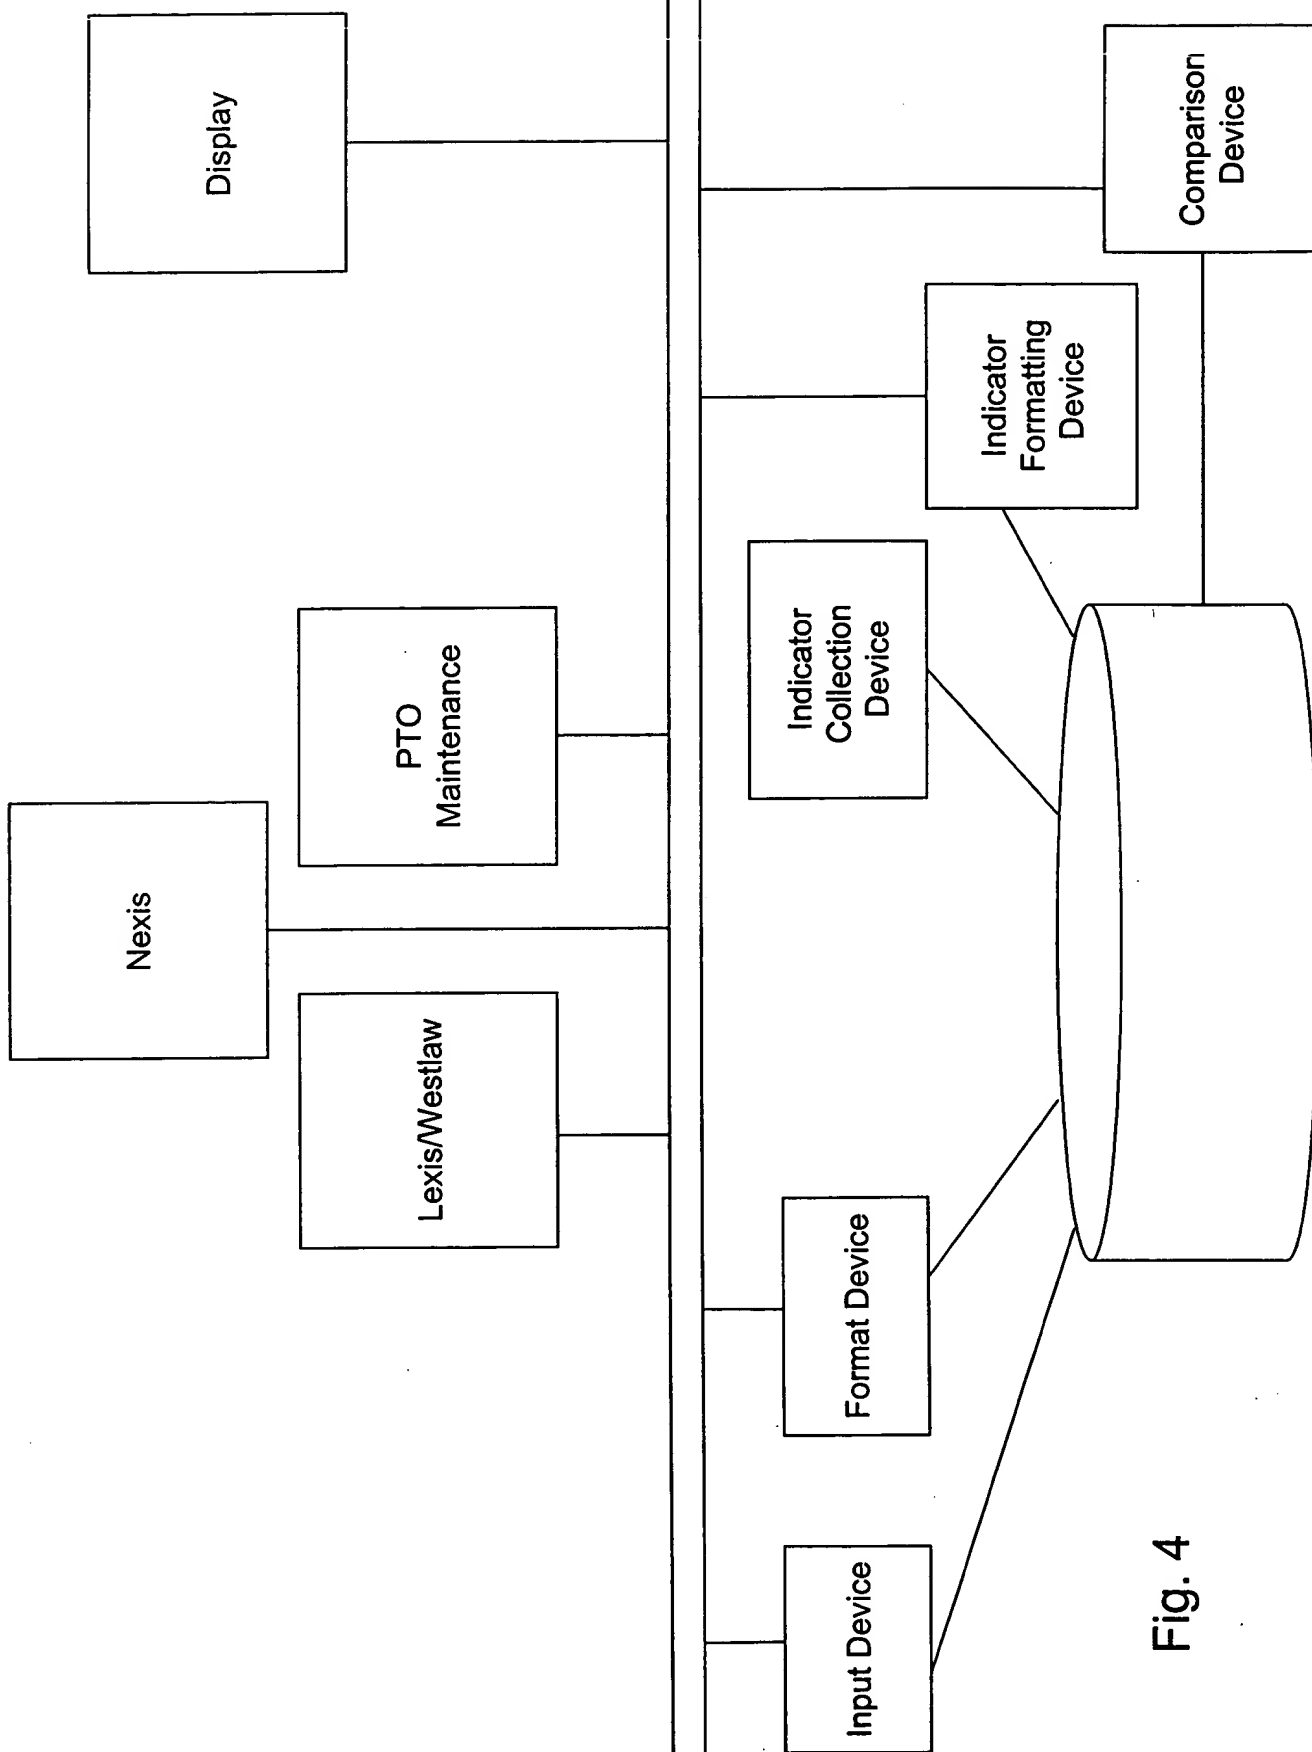 Nexis
Display
Lexis/Westlaw
PTO
Maintenance
Input Device
Format Device
Indicator
Collection
Device
Indicator
Formatting
Device
Comparison
Device
Fig. 4